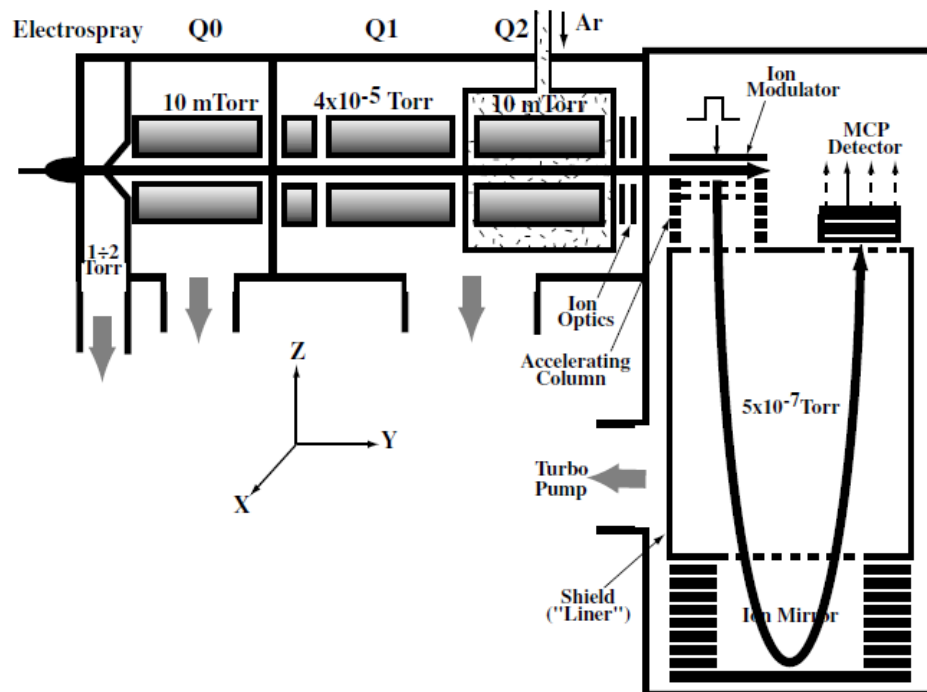 Electrospray
Q0
Q1
Q2
Ar
10 mTorr
4x10-5 Torr
10 mTorr
Ion
Modulator
MCP
Detector
1÷2
Torr
Ion
Optics
Accelerating
Column
Z
Y
X
5x10-7Torr
Turbo
Pump
Shield
("Liner")
Ion Mirror